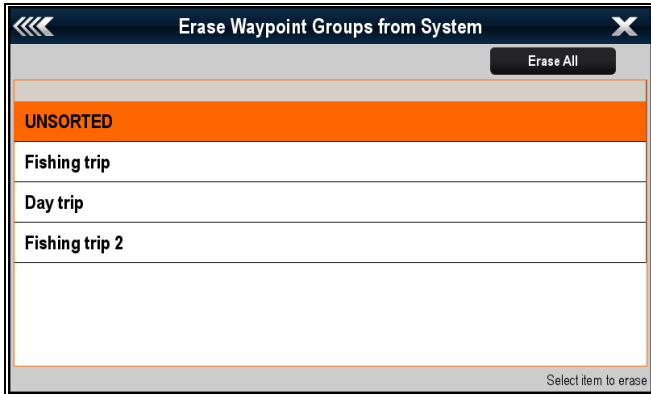 Erase Waypoint Groups from System
Erase All
UNSORTED
Fishing trip
Day trip
Fishing trip 2
Select item to erase